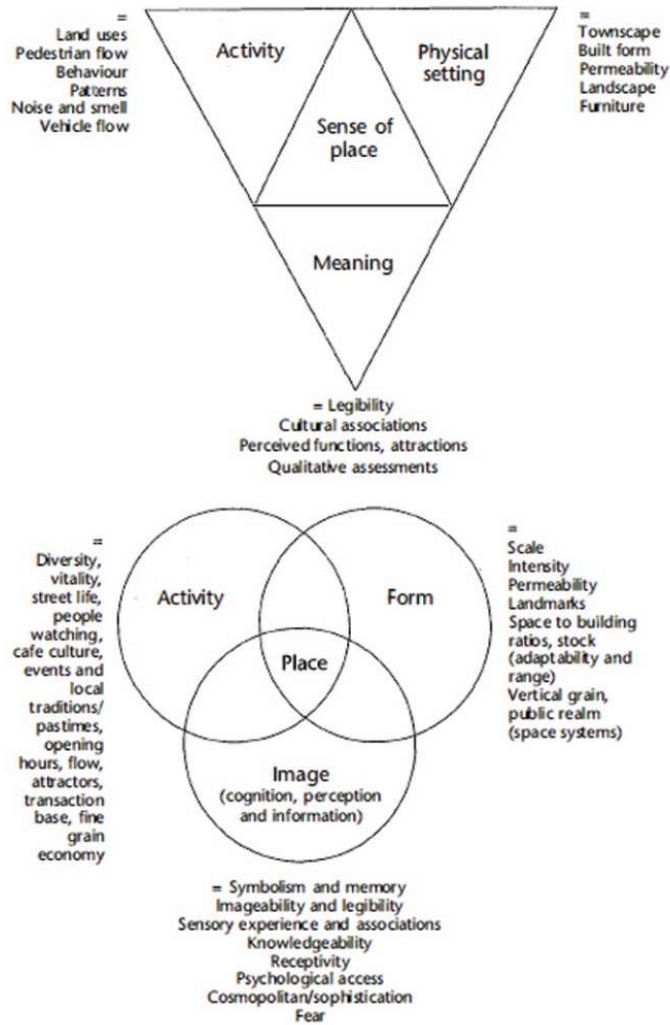 =
Land uses
Pedestrian flow
Behaviour
Patterns
Noise and smell
Vehicle flow
Activity
Physical
setting
=
Townscape
Built form
Permeability
Landscape
Furniture
Sense of
place
Meaning
= Legibility
Cultural associations
Perceived functions, attractions
Qualitative assessments
=
Diversity,
vitality,
street life,
people
watching,
cafe culture,
events and
local
traditions/
pastimes,
opening
hours, flow,
attractors,
transaction
base, fine
grain
economy
Activity
Form
=
Scale
Intensity
Permeability
Landmarks
Space to building
ratios, stock
(adaptability and
range)
Vertical grain,
public realm
(space systems)
Place
Image
(cognition, perception
and information)
= Symbolism and memory
Imageability and legibility
Sensory experience and associations
Knowledgeability
Receptivity
Psychological access
Cosmopolitan/sophistication
Fear